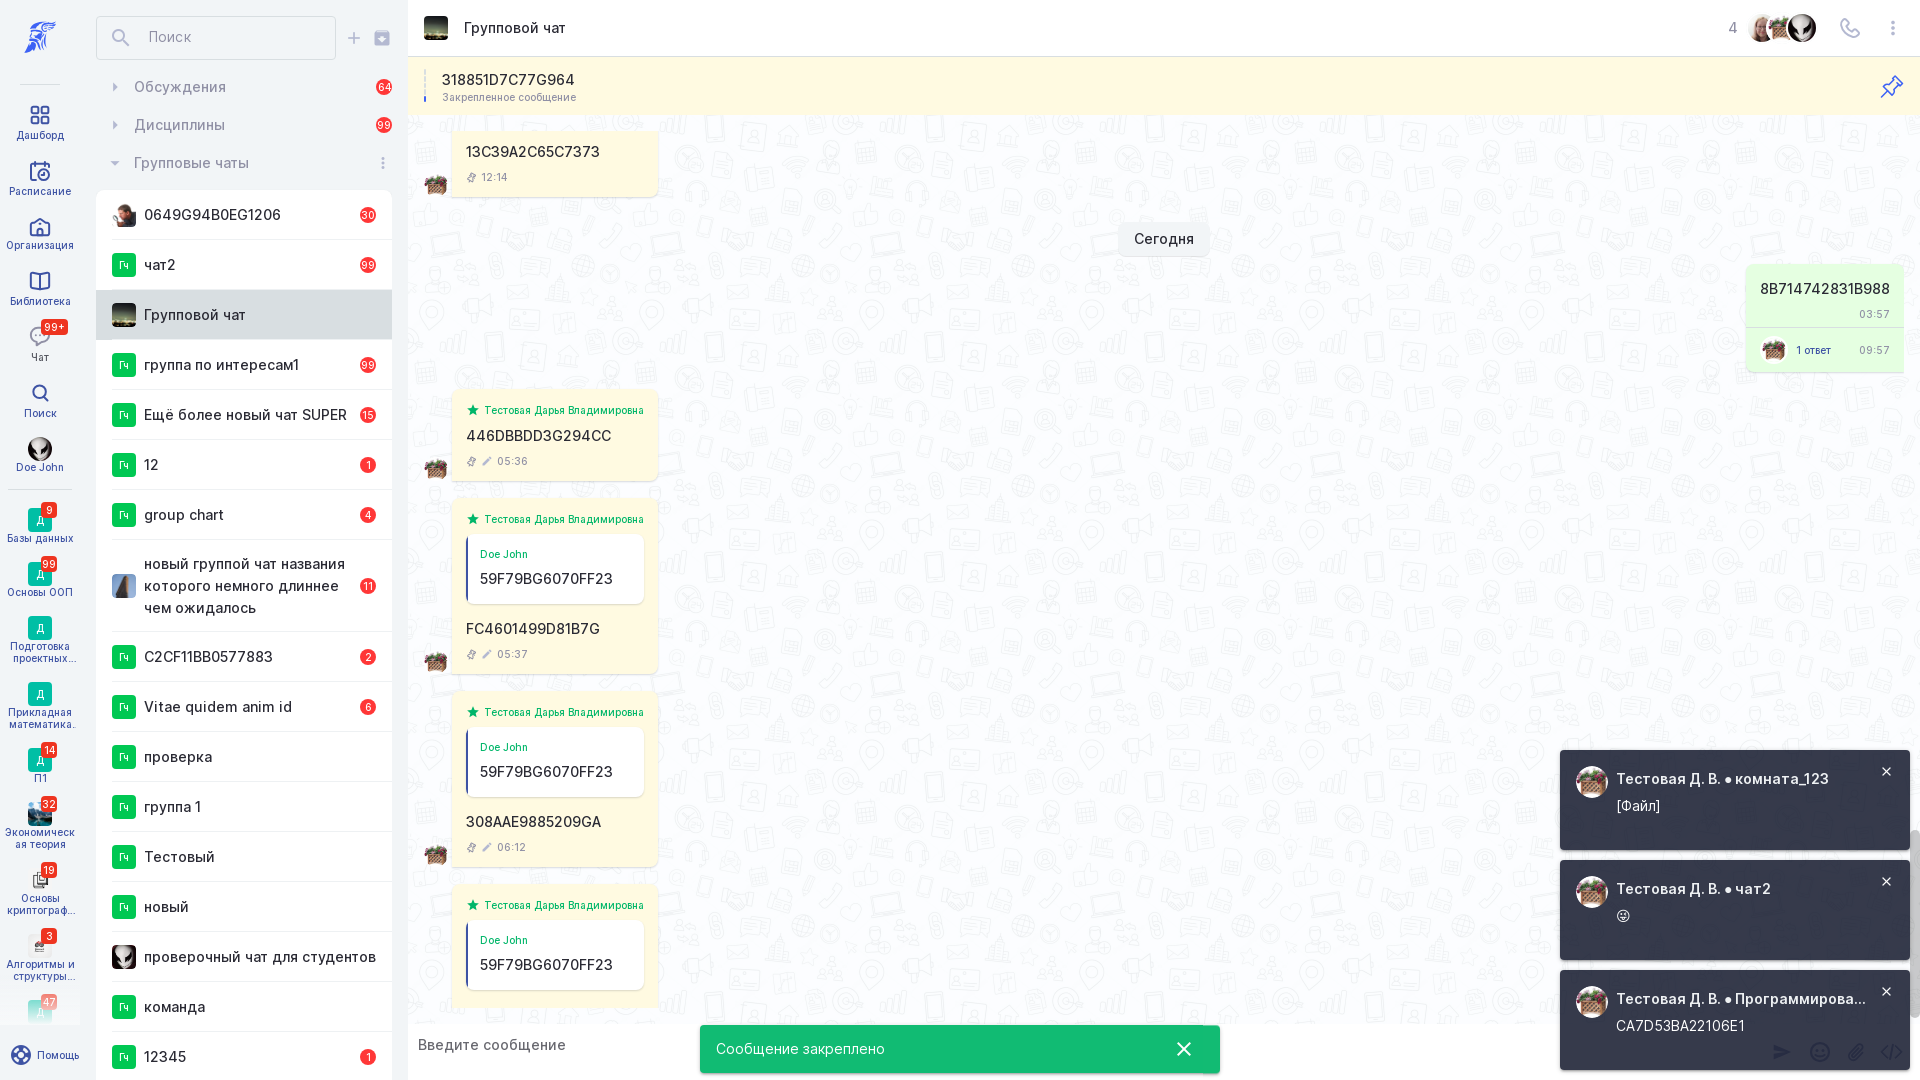 Дашборд
Расписание
Организация
Библиотека
99+
Чат
Поиск
Doe John
9
Д
Базы данных
99
Д
Основы ООП
Д
Подготовка
проектных...
Д
Прикладная
математика..
14
Д
П1
32
Экономическ
ая теория
19
Основы
криптограф...
3
Алгоритмы и
структуры...
47
Д
Помощь
Поиск
Обсуждения 64
Дисциплины 99
Групповые чаты
0649G94B0EG1206 30
Гч чат2 99
Групповой чат
Гч группа по интересам1 99
Гч Ещё более новый чат SUPER 15
Гч 12 1
Гч group chart 4
новый группой чат названия
которого немного длиннее
чем ожидалось
11
Гч C2CF11BB0577883 2
Гч Vitae quidem anim id 6
Гч проверка
Гч группа 1
Гч Тестовый
Гч новый
проверочный чат для студентов
Гч команда
Гч 12345 1
Групповой чат 4
318851D7C77G964
Закрепленное сообщение
13C39A2C65C7373
12:14
Сегодня
8B714742831B988
03:57
1 ответ 09:57
Тестовая Дарья Владимировна
446DBBDD3G294CC
05:36
Тестовая Дарья Владимировна
Doe John
59F79BG6070FF23
FC4601499D81B7G
05:37
Тестовая Дарья Владимировна
Doe John
59F79BG6070FF23
308AAE9885209GA
06:12
Тестовая Дарья Владимировна
Doe John
59F79BG6070FF23
Введите сообщение
Сообщение закреплено
Тестовая Д. В. ● комната_123
[Файл]
Тестовая Д. В. ● чат2
😜
Тестовая Д. В. ● Программирова...
CA7D53BA22106E1